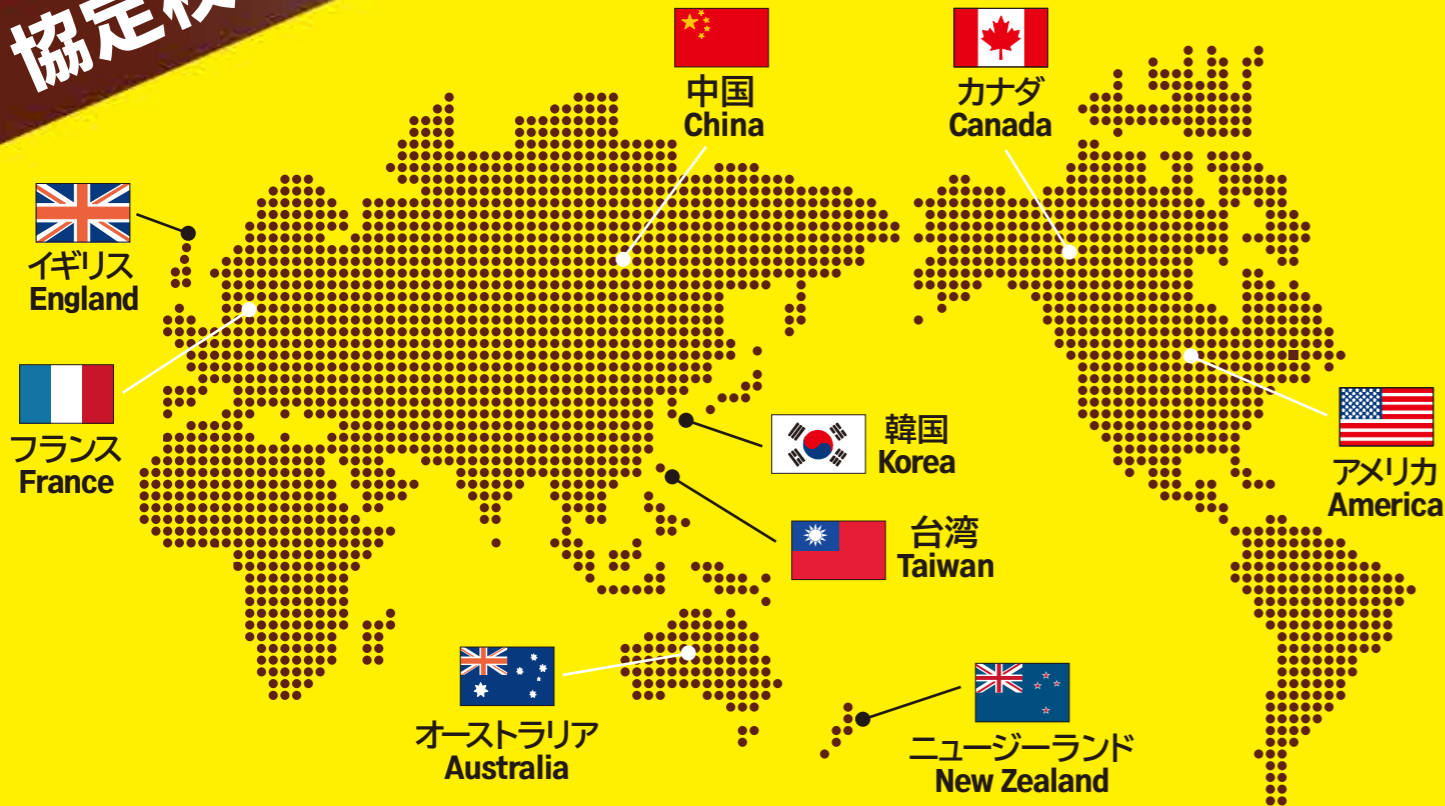 協定校
中国
China
カナダ
Canada
イギリス
England
フランス
France
韓国
Korea
アメリカ
America
台湾
Taiwan
オーストラリア
Australia
ニュージーランド
New Zealand